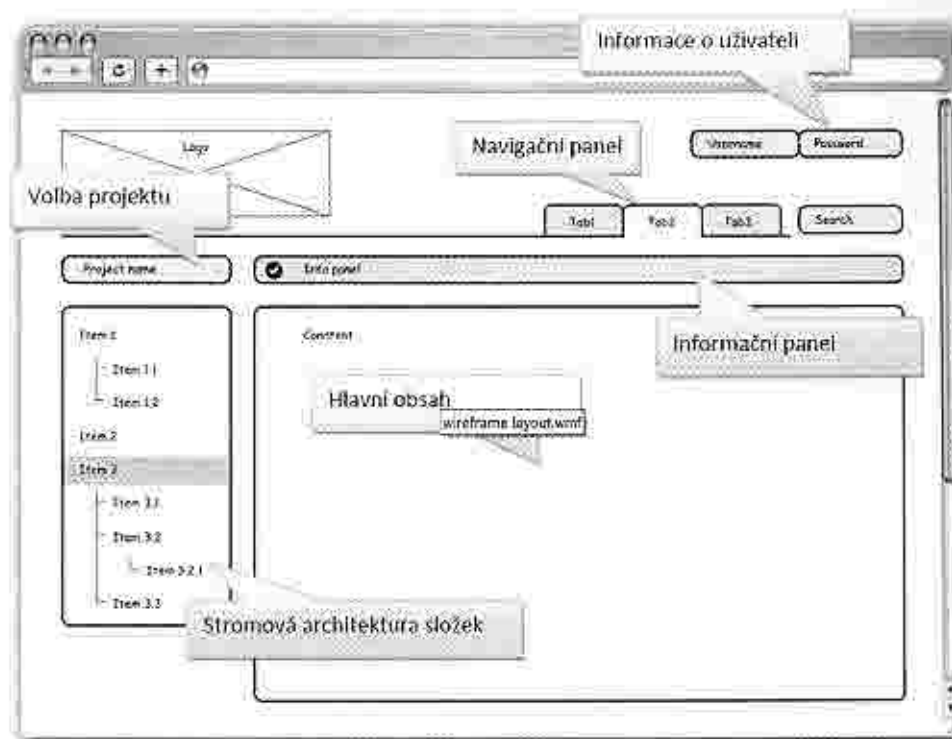 Informace o uživateli
Logo
Navigační panel
Username
Password
Volba projektu
Tab1
Tab2
Search
Project name
Info panel
Item 1
Content
Informační panel
Item 1.1
Hlavní obsah
Item 1.2
wireframe layout.wmf
Item 2
Item 3
Item 3.1
Item 3.2
Item 3.2.1
Item 3.3
Stromová architektura složek